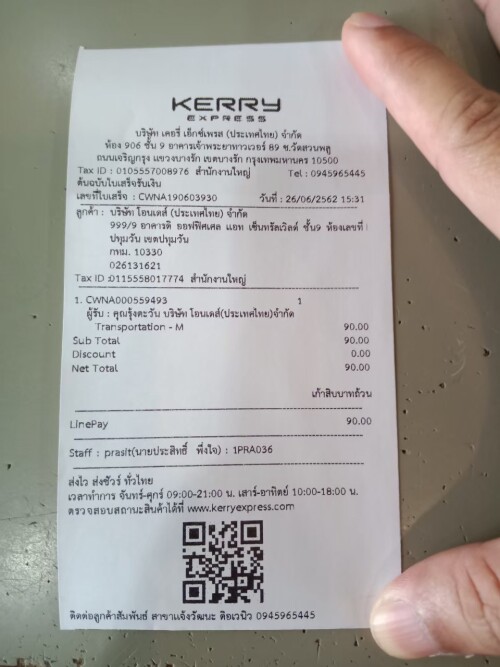 KERRY
EXPRESS
บริษัท เคอรี่ เอ็กซ์เพรส (ประเทศไทย) จำกัด
ห้อง 906 ชั้น 9 อาคารเจ้าพระยาทาวเวอร์ 89 ซ.วัดสวนพลู
ถนนเจริญกรุง แขวงบางรัก เขตบางรัก กรุงเทพมหานคร 10500
Tax ID : 0105557008976 สำนักงานใหญ่ Tel : 0945965445
ต้นฉบับใบเสร็จรับเงิน
เลขที่ใบเสร็จ : CWNA190603930 วันที่ : 26/06/2562 15:31
ลูกค้า : บริษัท โอนเดส์ (ประเทศไทย) จำกัด
999/9 อาคารดิ ออฟฟิศเศส แอท เซ็นทรัลเวิลด์ ชั้น9 ห้องเลขที่
ปทุมวัน เขตปทุมวัน
กทม. 10330
026131621
Tax ID :0115558017774 สำนักงานใหญ่
1. CWNA000559493 1
ผู้รับ : คุณรุ้งตะวัน บริษัท โอนเดส์(ประเทศไทย)จำกัด
Transportation - M 90.00
Sub Total 90.00
Discount 0.00
Net Total 90.00
เก้าสิบบาทถ้วน
LinePay 90.00
Staff : prasit(นายประสิทธิ์ พึ่งใจ) : 1PRA036
ส่งไว ส่งชัวร์ ทั่วไทย
เวลาทำการ จันทร์-ศุกร์ 09:00-21:00 น. เสาร์-อาทิตย์ 10:00-18:00 น.
ตรวจสอบสถานะสินค้าได้ที่ www.kerryexpress.com
ติดต่อลูกค้าสัมพันธ์ สาขาแจ้งวัฒนะ ดิอเวนิว 0945965445